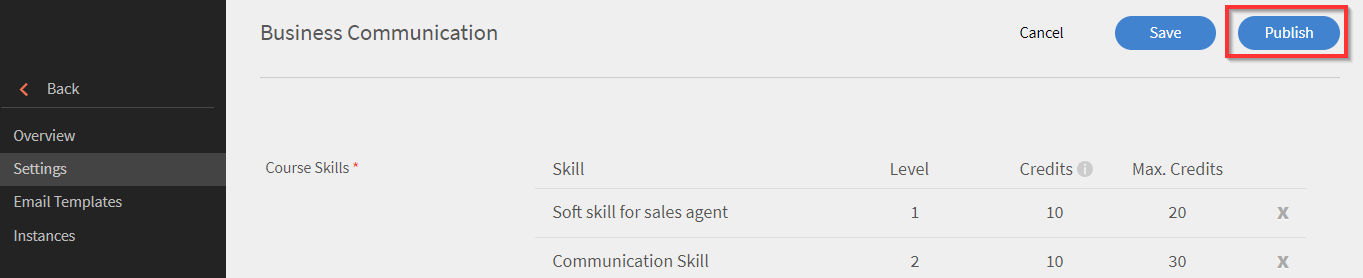 Business Communication
Cancel Save Publish
Back
Overview
Settings
Email Templates
Instances
Course Skills *
Skill Level Credits i Max. Credits
Soft skill for sales agent 1 10 20 X
Communication Skill 2 10 30 X